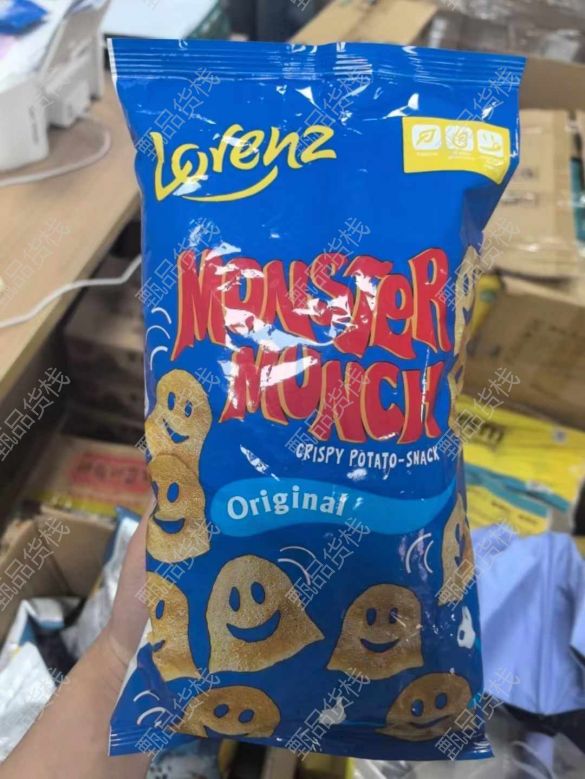 Lorenz
MONSTER
MUNCH
CRISPY POTATO-SNACK
Original
甄品货栈